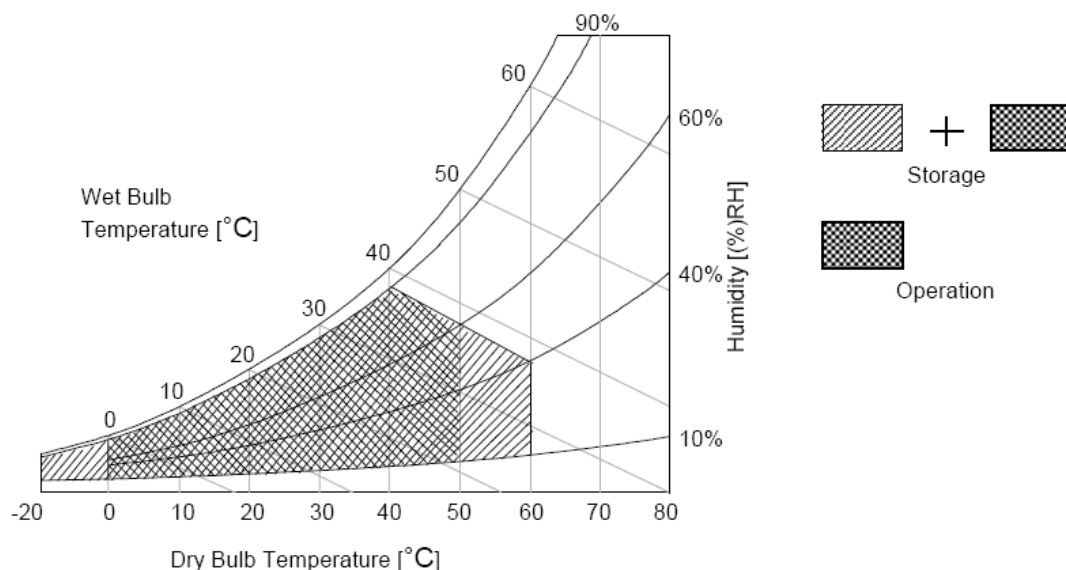 90%
60
60%
50
Storage
Wet Bulb
Temperature [°C]
40
40%
Humidity [(%)RH]
30
Operation
20
10
0
10%
-20 0 10 20 30 40 50 60 70 80
Dry Bulb Temperature [°C]